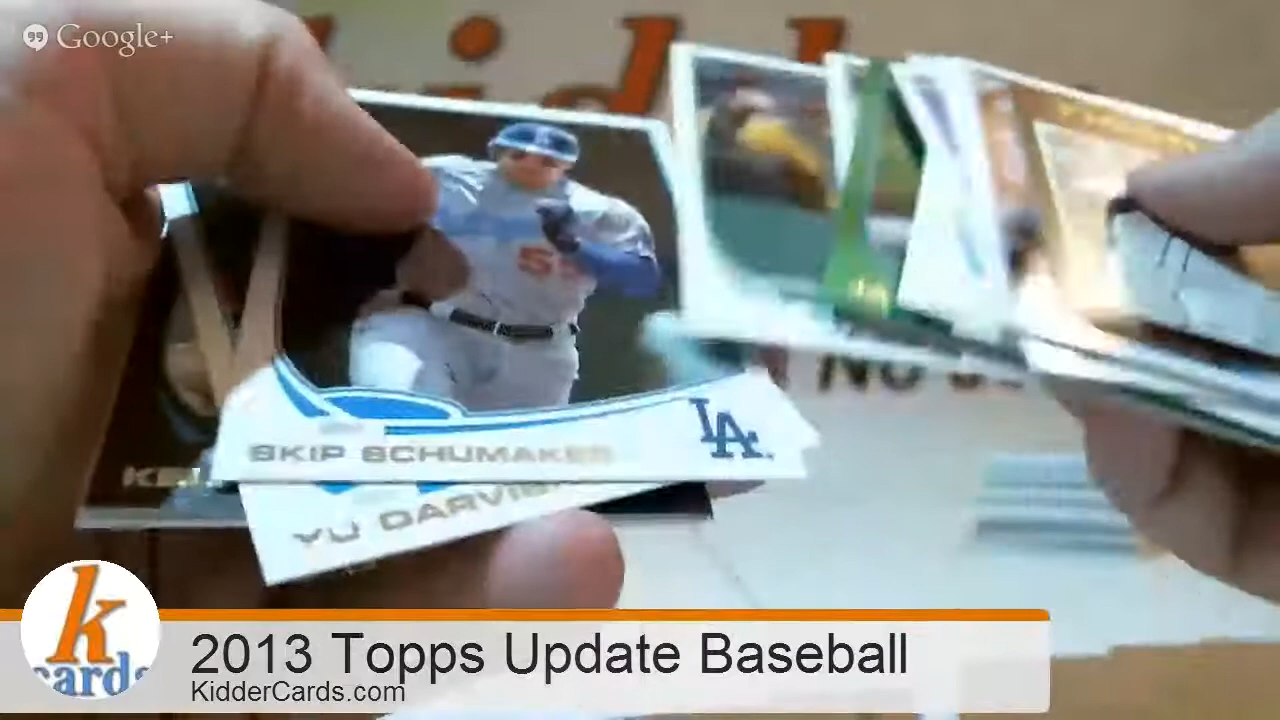 Google+
SKIP SCHUMAKER
LA
YU DARVISH
k
cards
2013 Topps Update Baseball
KidderCards.com